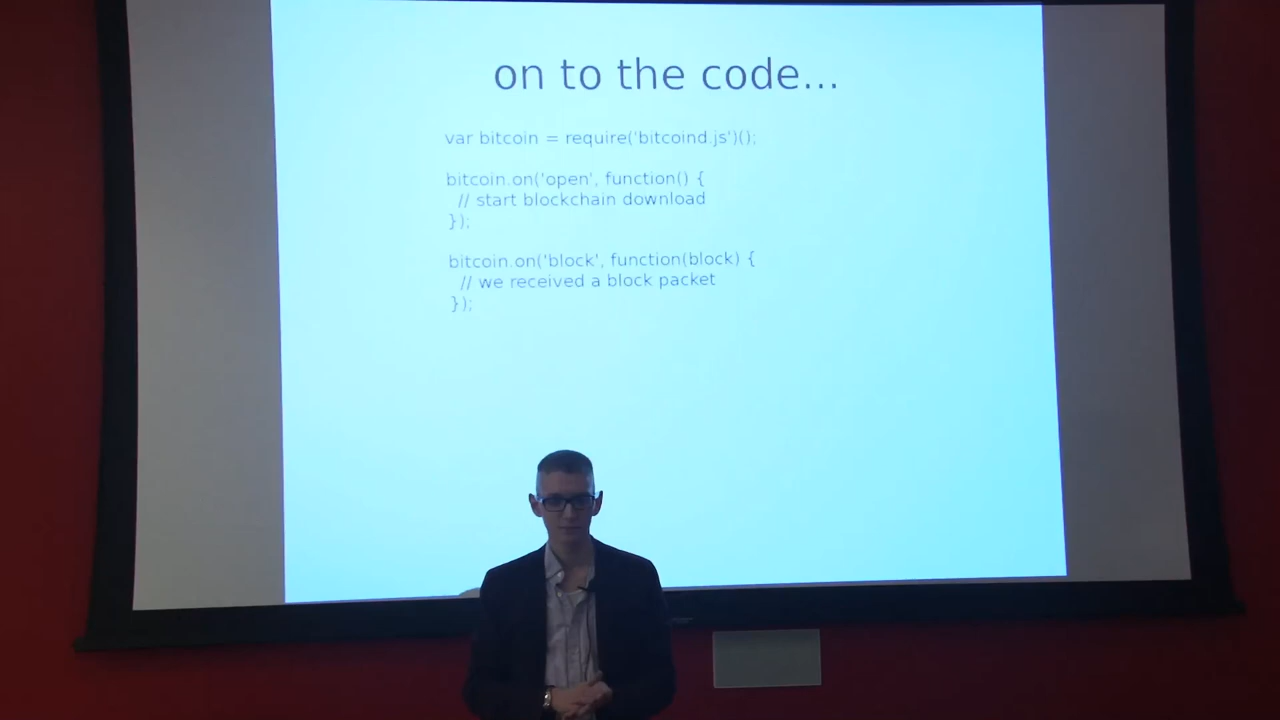 on to the code...
var bitcoin = require('bitcoind.js')();
bitcoin.on('open', function() {
// start blockchain download
});
bitcoin.on('block', function(block) {
// we received a block packet
});